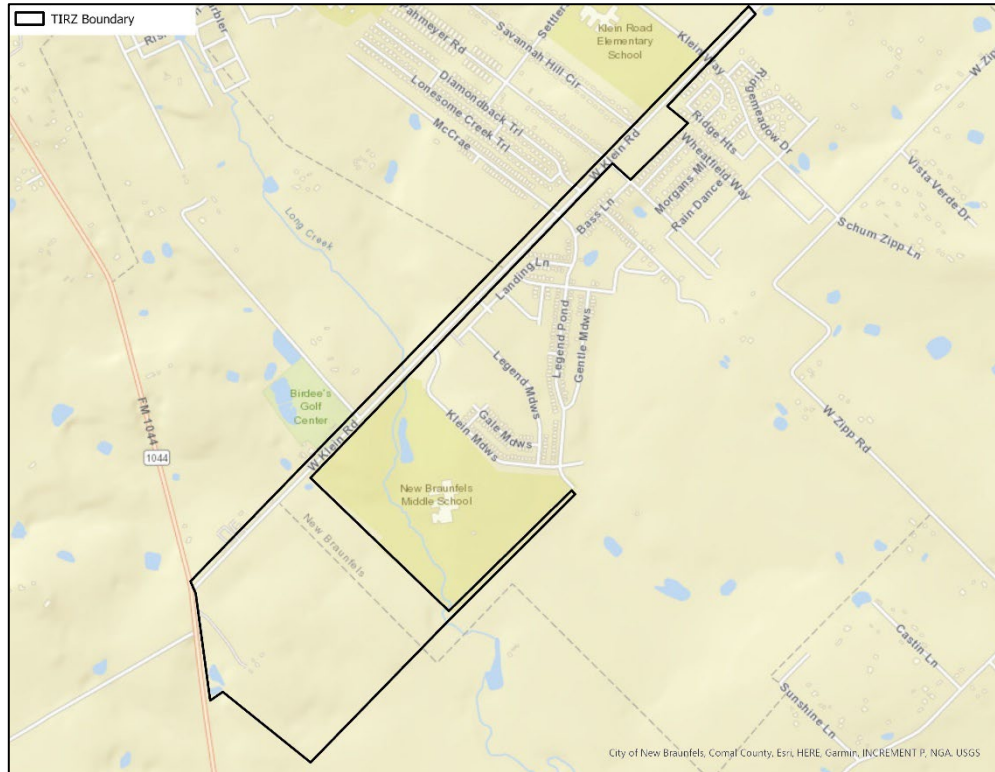 TIRZ Boundary
Klein Road
Elementary
School
Settler
Savannah Hill Cir
Klein Way
W Zip
Diamondback Trl
Lonesome Creek Trl
McCrae
Ridgemeadow Dr
Ridge Hts
W Klein Rd
Wheatfield Way
Morgans Ml
Rain Dance
Vista Verde Dr
Schum Zipp Ln
Bass Ln
Long Creek
Landing Ln
Legend Pond
Gentle Mdws
Legend Mdws
Birdee's
Golf
Center
FM 1044
1044
W Klein Rd
Gale Mdws
Klein Mdws
W Zipp Rd
New Braunfels
Middle School
New Braunfels
Castin Ln
Sunshine Ln
City of New Braunfels, Comal County, Esri, HERE, Garmin, INCREMENT P, NGA, USGS